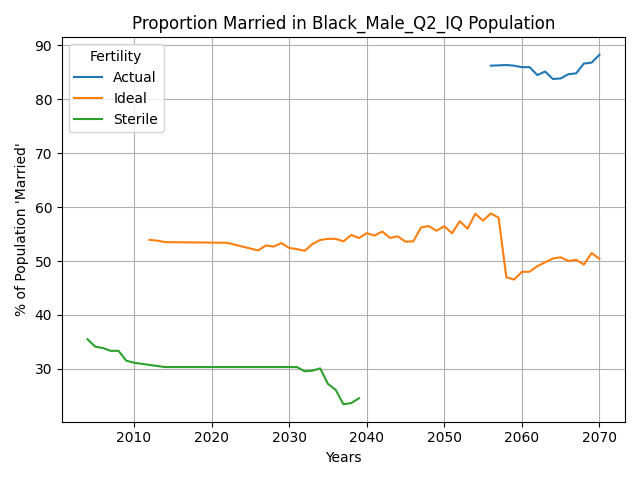 Proportion Married in Black_Male_Q2_IQ Population
% of Population 'Married'
90
80
70
60
50
40
30
Fertility
Actual
Ideal
Sterile
2010 2020 2030 2040 2050 2060 2070
Years